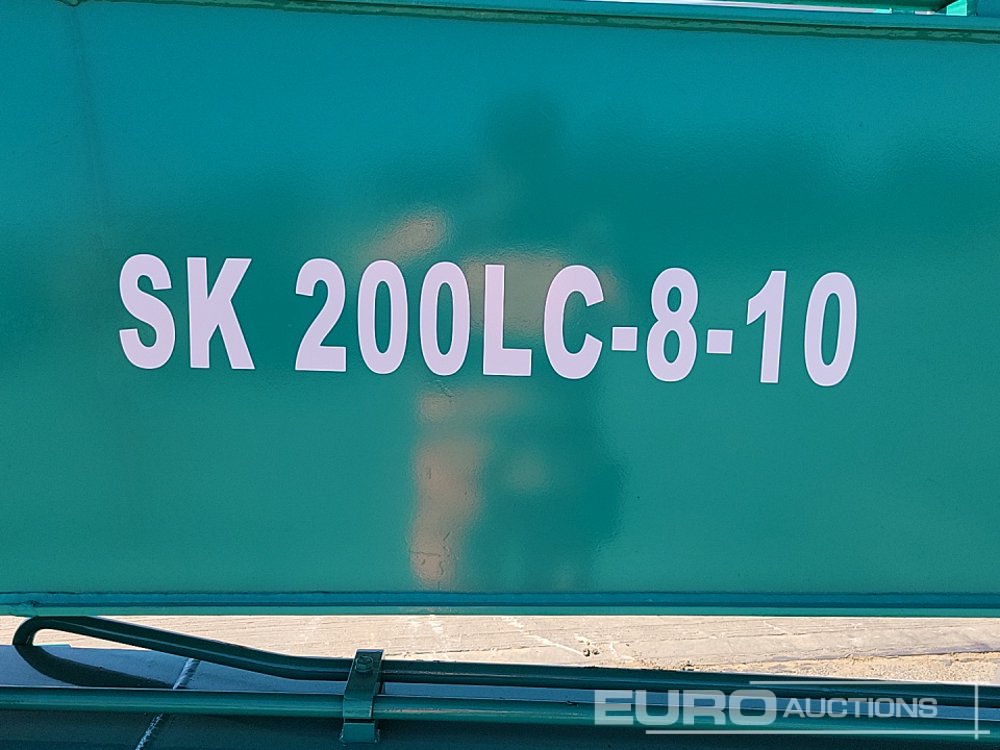 SK 200LC-8-10
EURO AUCTIONS